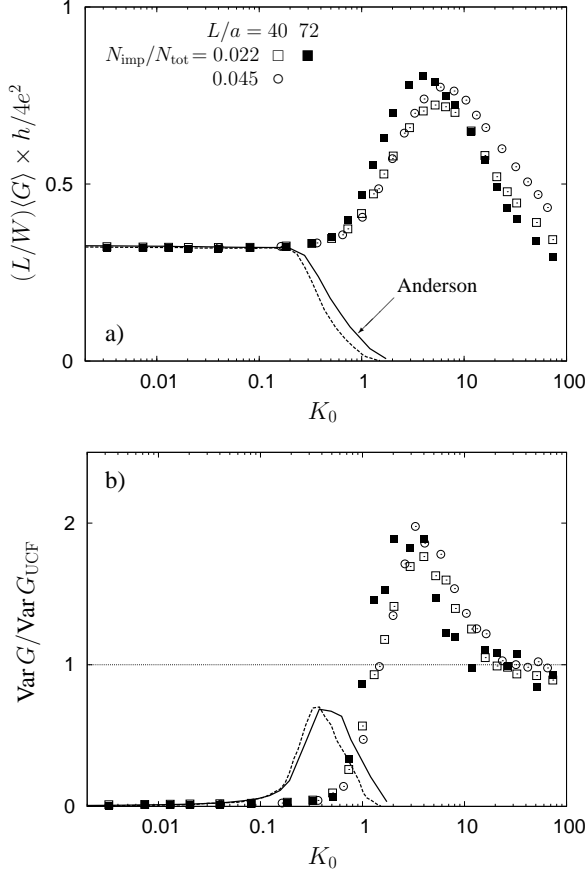 L/a = 40 72
N_imp/N_tot = 0.022 □ ■
0.045 ⊙
(L/W)⟨G⟩ × h/4e²
1
0.5
0
Anderson
a)
0.01 0.1 1 10 100
K₀
b)
Var G/Var G_UCF
2
1
0
0.01 0.1 1 10 100
K₀